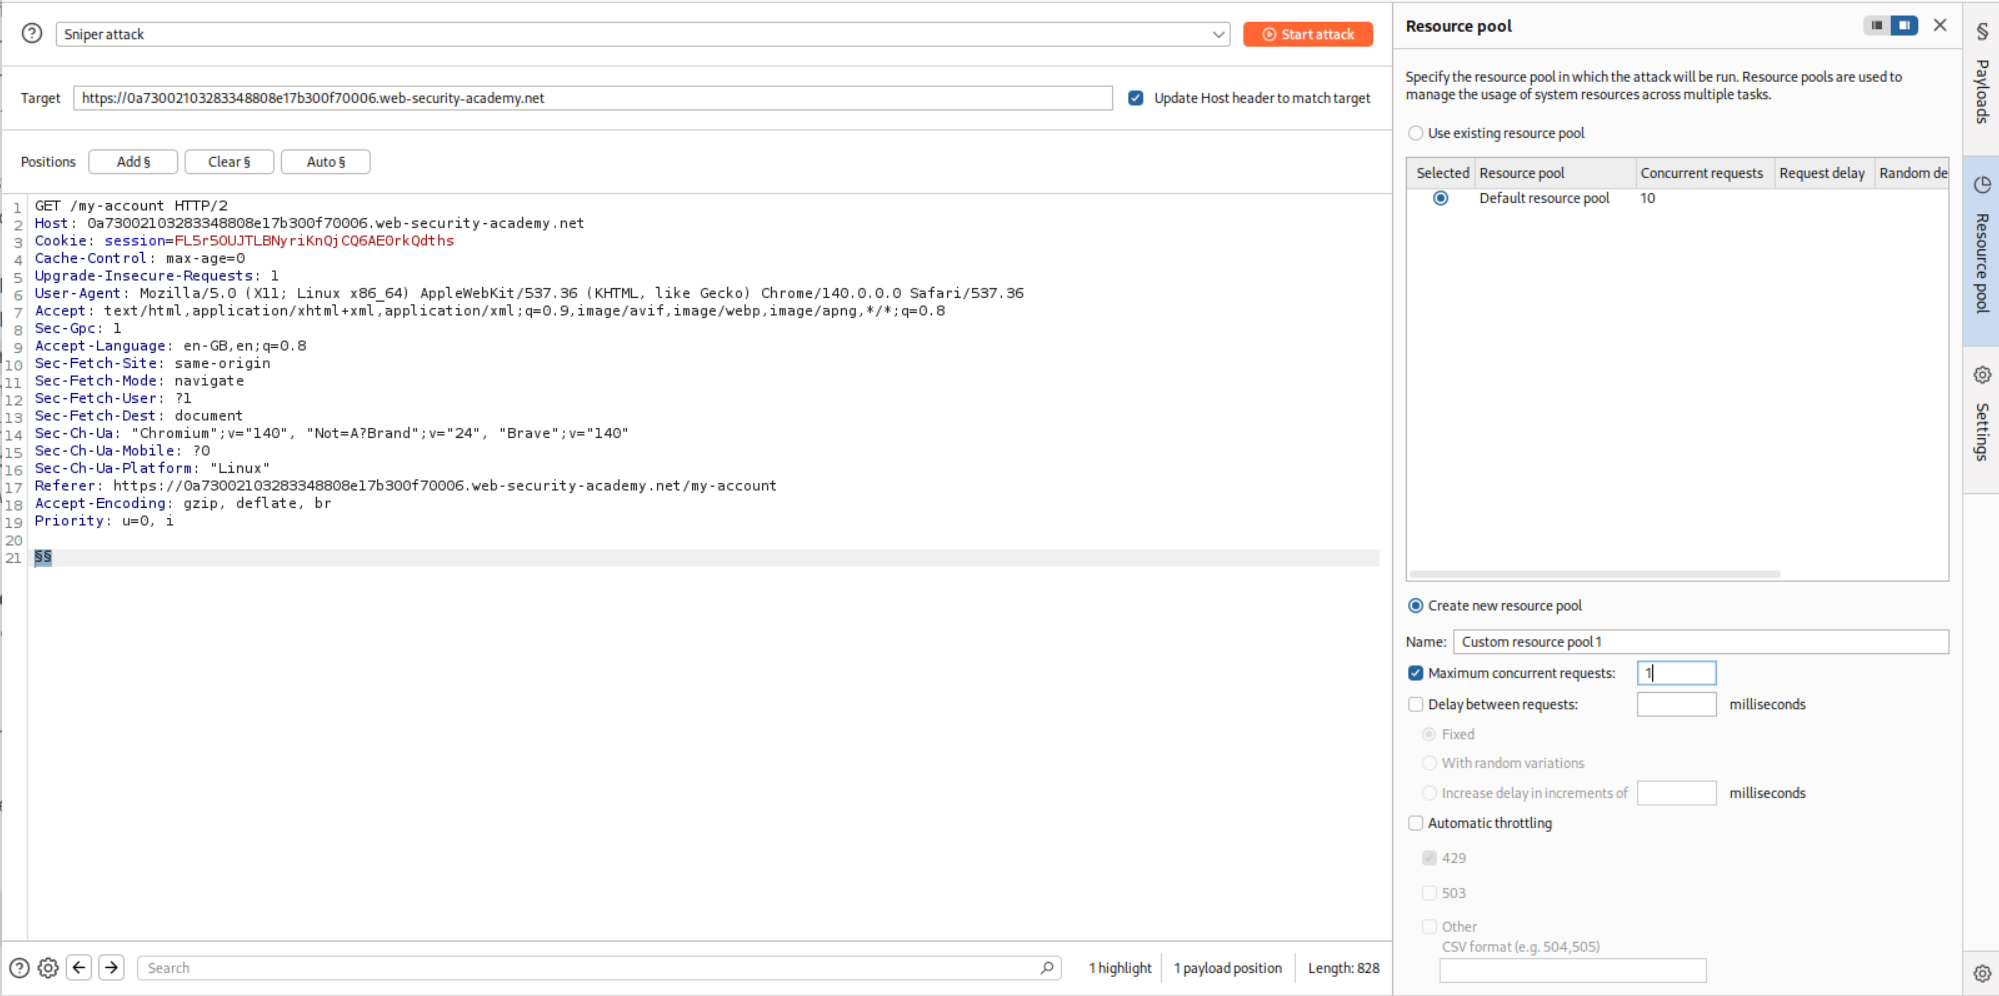 Sniper attack
Start attack
Target https://0a73002103283348808e17b300f70006.web-security-academy.net Update Host header to match target
Positions Add § Clear § Auto §
1 GET /my-account HTTP/2
2 Host: 0a73002103283348808e17b300f70006.web-security-academy.net
3 Cookie: session=FL5r5OUJTLBNyriKnQjCQ6AE0rkQdths
4 Cache-Control: max-age=0
5 Upgrade-Insecure-Requests: 1
6 User-Agent: Mozilla/5.0 (X11; Linux x86_64) AppleWebKit/537.36 (KHTML, like Gecko) Chrome/140.0.0.0 Safari/537.36
7 Accept: text/html,application/xhtml+xml,application/xml;q=0.9,image/avif,image/webp,image/apng,*/*;q=0.8
8 Sec-Gpc: 1
9 Accept-Language: en-GB,en;q=0.8
10 Sec-Fetch-Site: same-origin
11 Sec-Fetch-Mode: navigate
12 Sec-Fetch-User: ?1
13 Sec-Fetch-Dest: document
14 Sec-Ch-Ua: "Chromium";v="140", "Not=A?Brand";v="24", "Brave";v="140"
15 Sec-Ch-Ua-Mobile: ?0
16 Sec-Ch-Ua-Platform: "Linux"
17 Referer: https://0a73002103283348808e17b300f70006.web-security-academy.net/my-account
18 Accept-Encoding: gzip, deflate, br
19 Priority: u=0, i
20
21 §§
Search
1 highlight 1 payload position Length: 828
Resource pool
Specify the resource pool in which the attack will be run. Resource pools are used to
manage the usage of system resources across multiple tasks.
Use existing resource pool
Selected Resource pool Concurrent requests Request delay Random de
Default resource pool 10
Create new resource pool
Name: Custom resource pool 1
Maximum concurrent requests: 1
Delay between requests: milliseconds
Fixed
With random variations
Increase delay in increments of milliseconds
Automatic throttling
429
503
Other
CSV format (e.g. 504,505)
§ Payloads
Resource pool
Settings